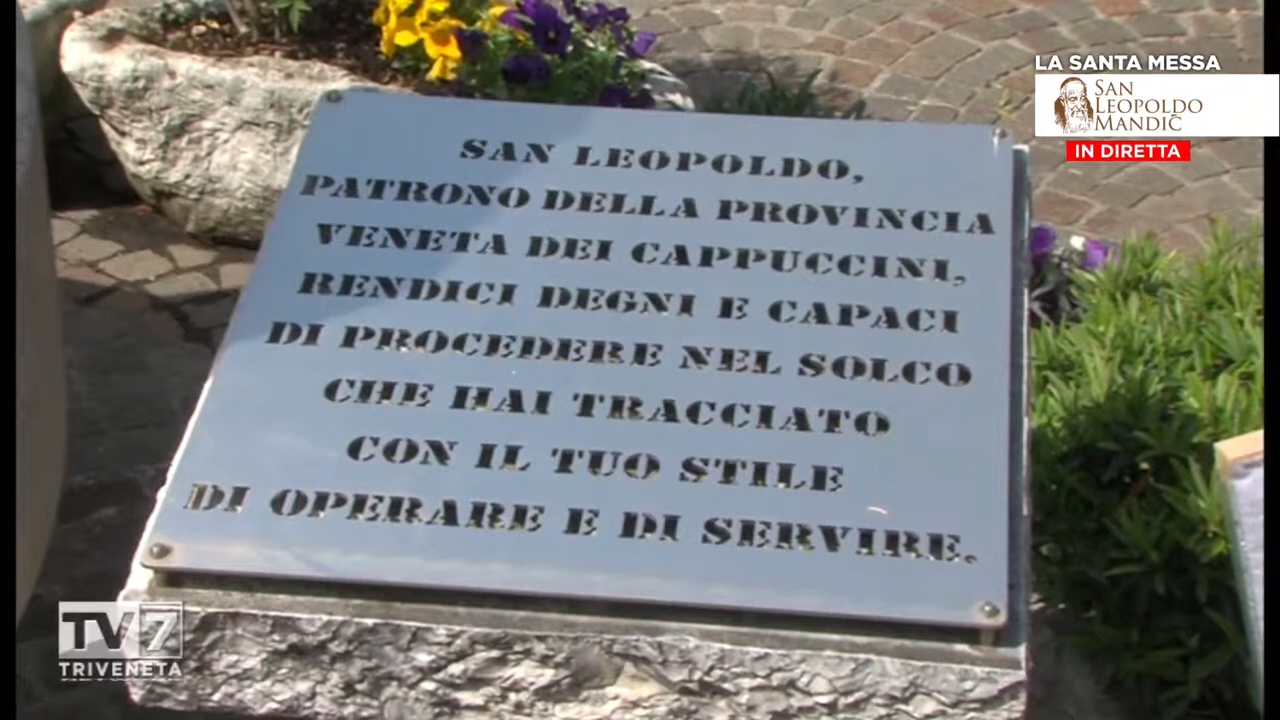 LA SANTA MESSA
SAN
LEOPOLDO
MANDIĆ
IN DIRETTA
SAN LEOPOLDO,
PATRONO DELLA PROVINCIA
VENETA DEI CAPPUCCINI,
RENDICI DEGNI E CAPACI
DI PROCEDERE NEL SOLCO
CHE HAI TRACCIATO
CON IL TUO STILE
DI OPERARE E DI SERVIRE.
TV7
TRIVENETA